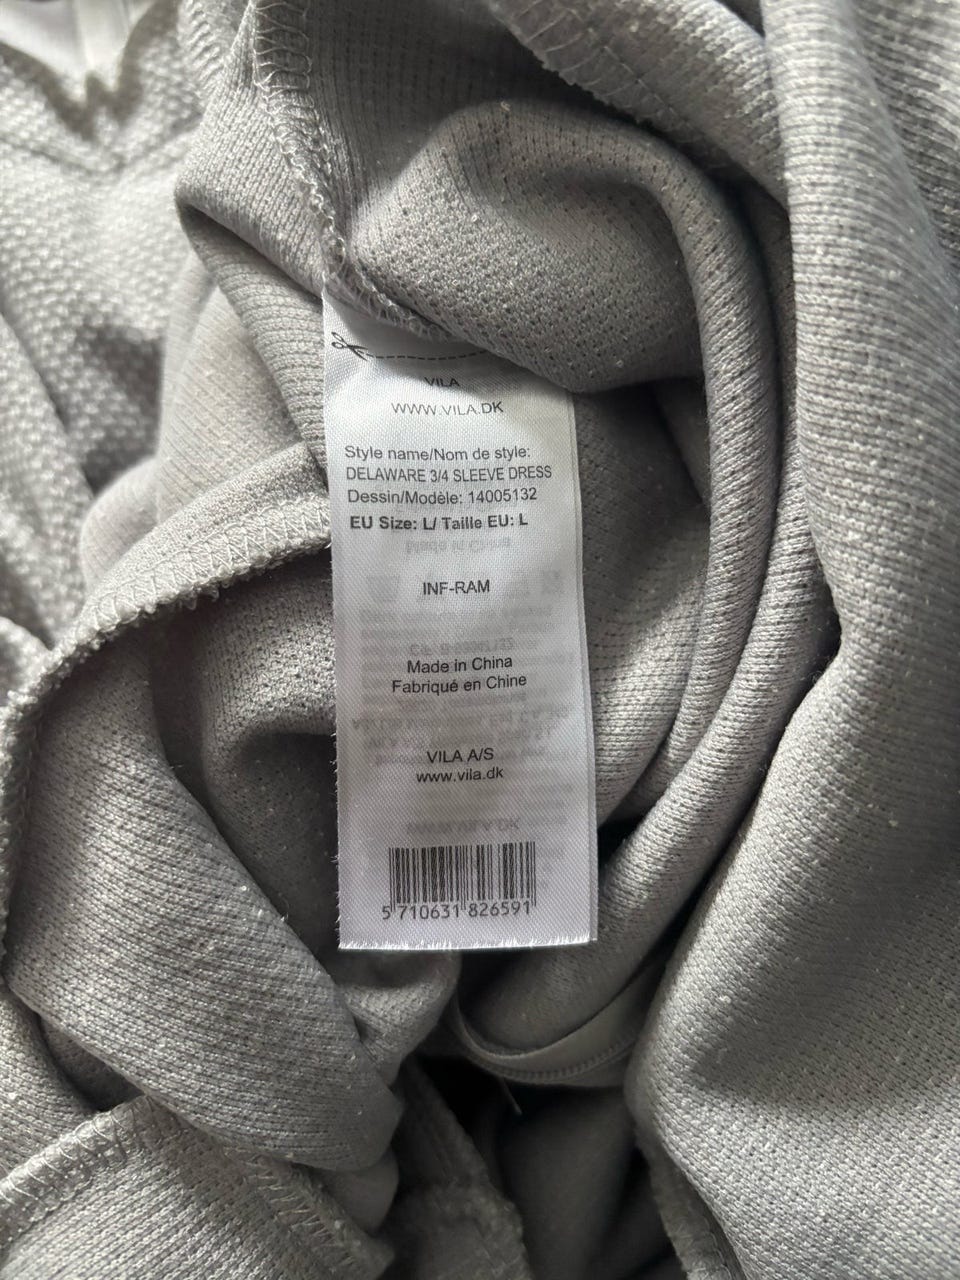 VILA
WWW.VILA.DK
Style name/Nom de style:
DELAWARE 3/4 SLEEVE DRESS
Dessin/Modèle: 14005132
EU Size: L/ Taille EU: L
INF-RAM
Made in China
Fabriqué en Chine
VILA A/S
www.vila.dk
5 710631 826591